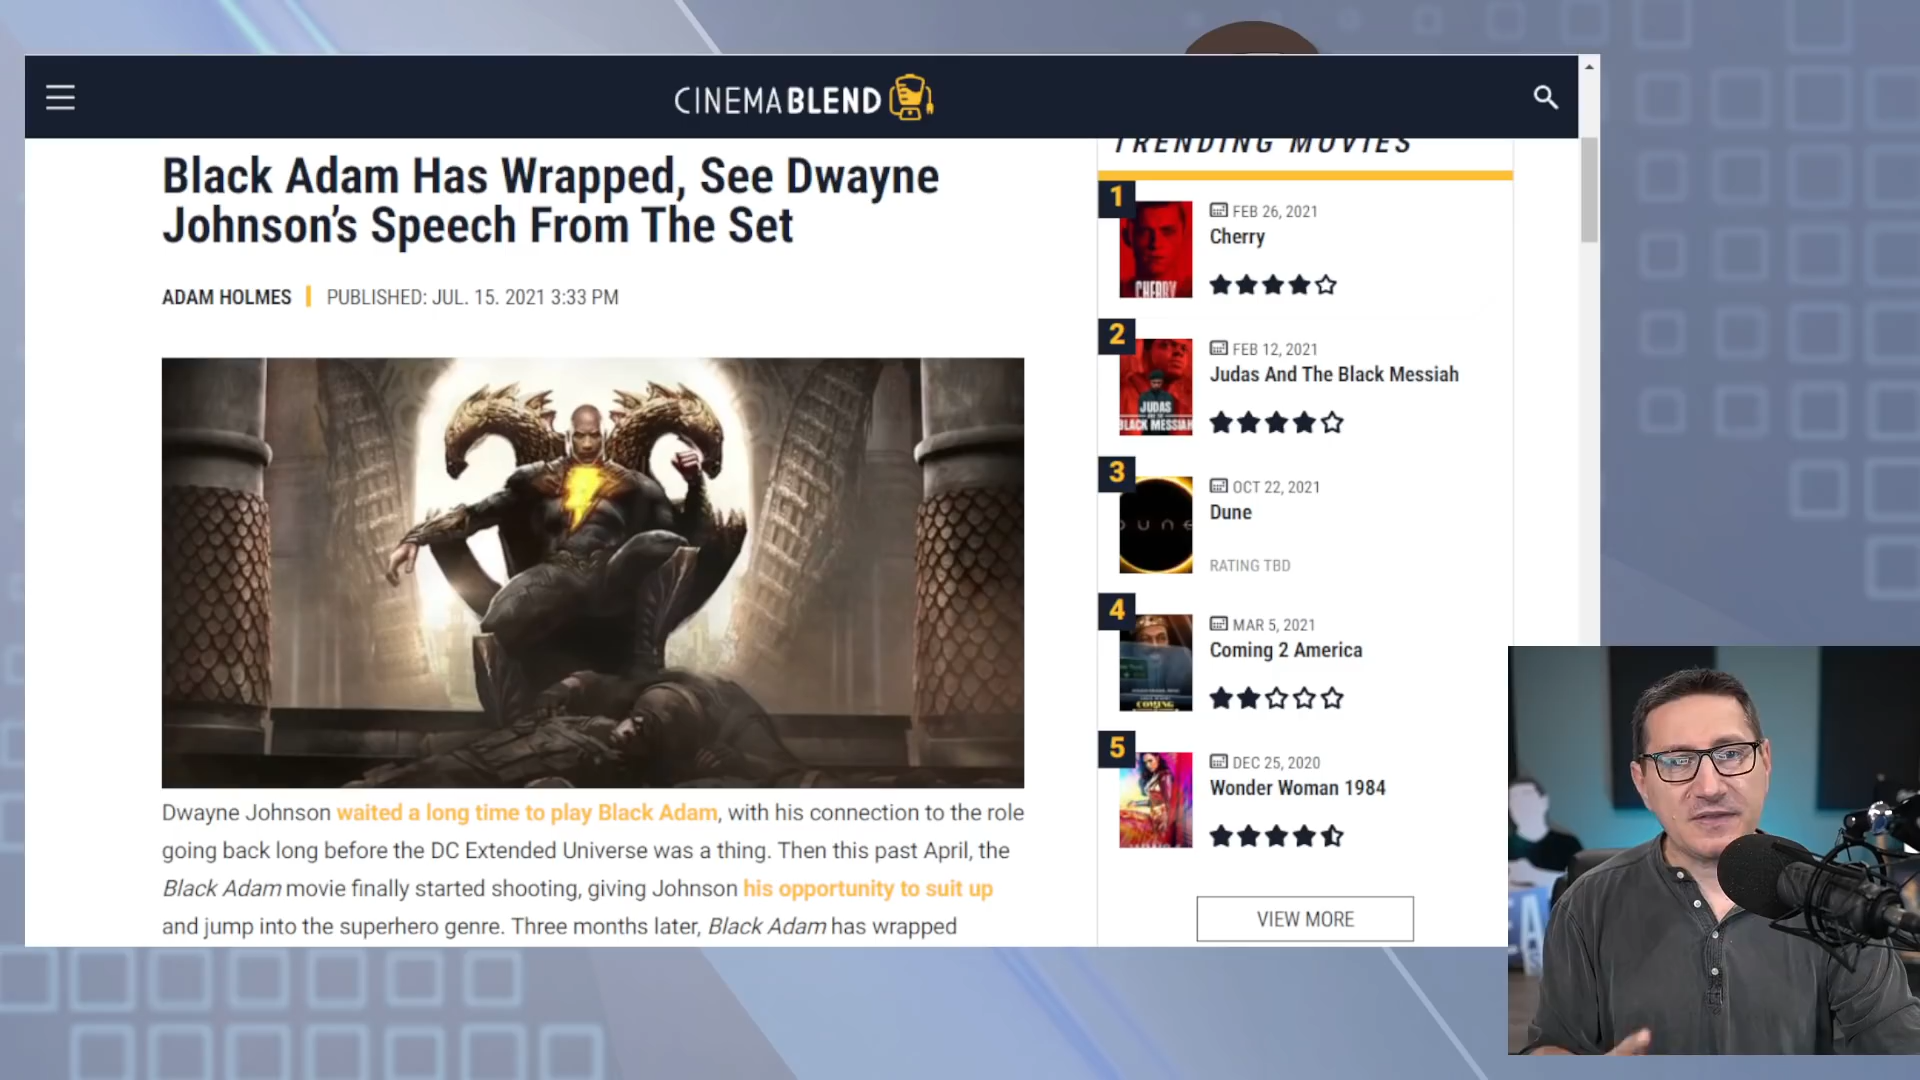 CINEMABLEND
Black Adam Has Wrapped, See Dwayne
Johnson's Speech From The Set
ADAM HOLMES
PUBLISHED: JUL. 15. 2021 3:33 PM
Dwayne Johnson waited a long time to play Black Adam, with his connection to the role
going back long before the DC Extended Universe was a thing. Then this past April, the
Black Adam movie finally started shooting, giving Johnson his opportunity to suit up
and jump into the superhero genre. Three months later, Black Adam has wrapped
TRENDING MOVIES
1
FEB 26, 2021
Cherry
CHERRY
2
FEB 12, 2021
Judas And The Black Messiah
JUDAS
AND THE
BLACK MESSIAH
3
OCT 22, 2021
Dune
DUNE
RATING TBD
4
MAR 5, 2021
Coming 2 America
COMING
5
DEC 25, 2020
Wonder Woman 1984
VIEW MORE